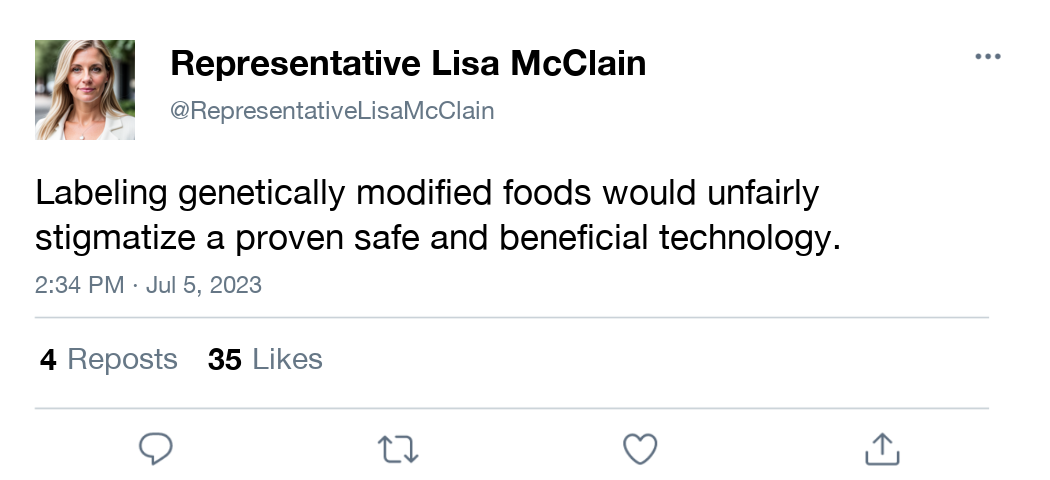 Representative Lisa McClain
@RepresentativeLisaMcClain
Labeling genetically modified foods would unfairly
stigmatize a proven safe and beneficial technology.
2:34 PM · Jul 5, 2023
4 Reposts 35 Likes